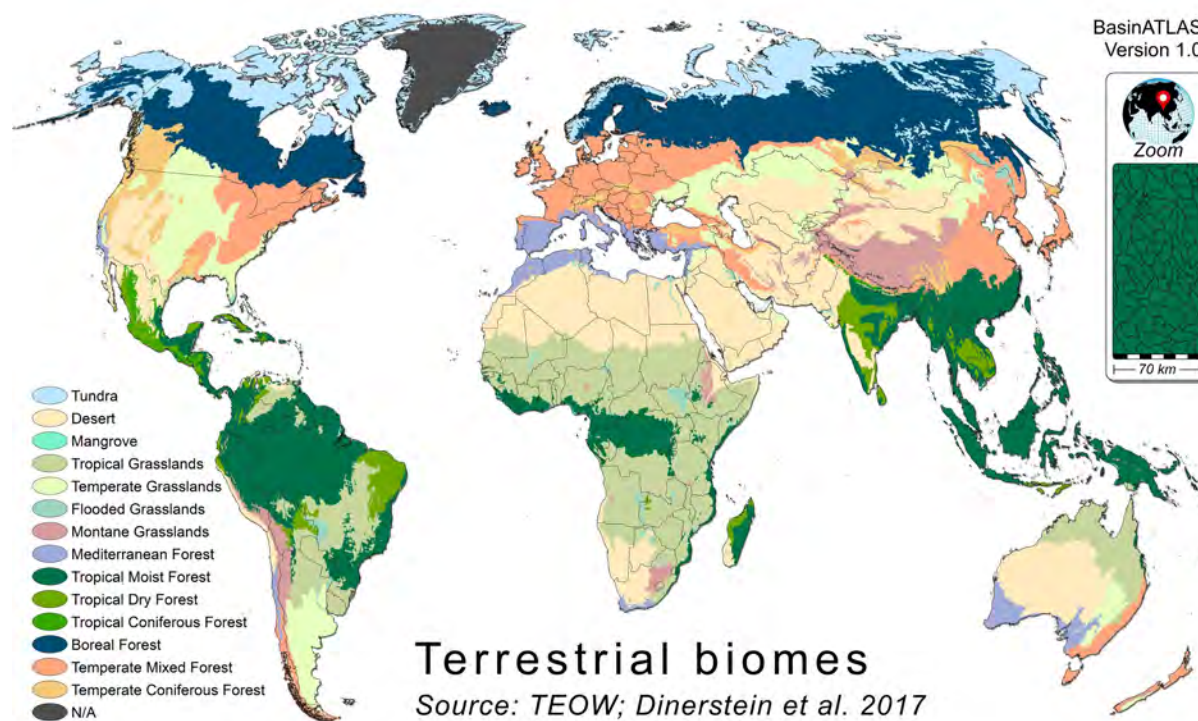 BasinATLAS
Version 1.0
Zoom
70 km
Tundra
Desert
Mangrove
Tropical Grasslands
Temperate Grasslands
Flooded Grasslands
Montane Grasslands
Mediterranean Forest
Tropical Moist Forest
Tropical Dry Forest
Tropical Coniferous Forest
Boreal Forest
Temperate Mixed Forest
Temperate Coniferous Forest
N/A
Terrestrial biomes
Source: TEOW; Dinerstein et al. 2017